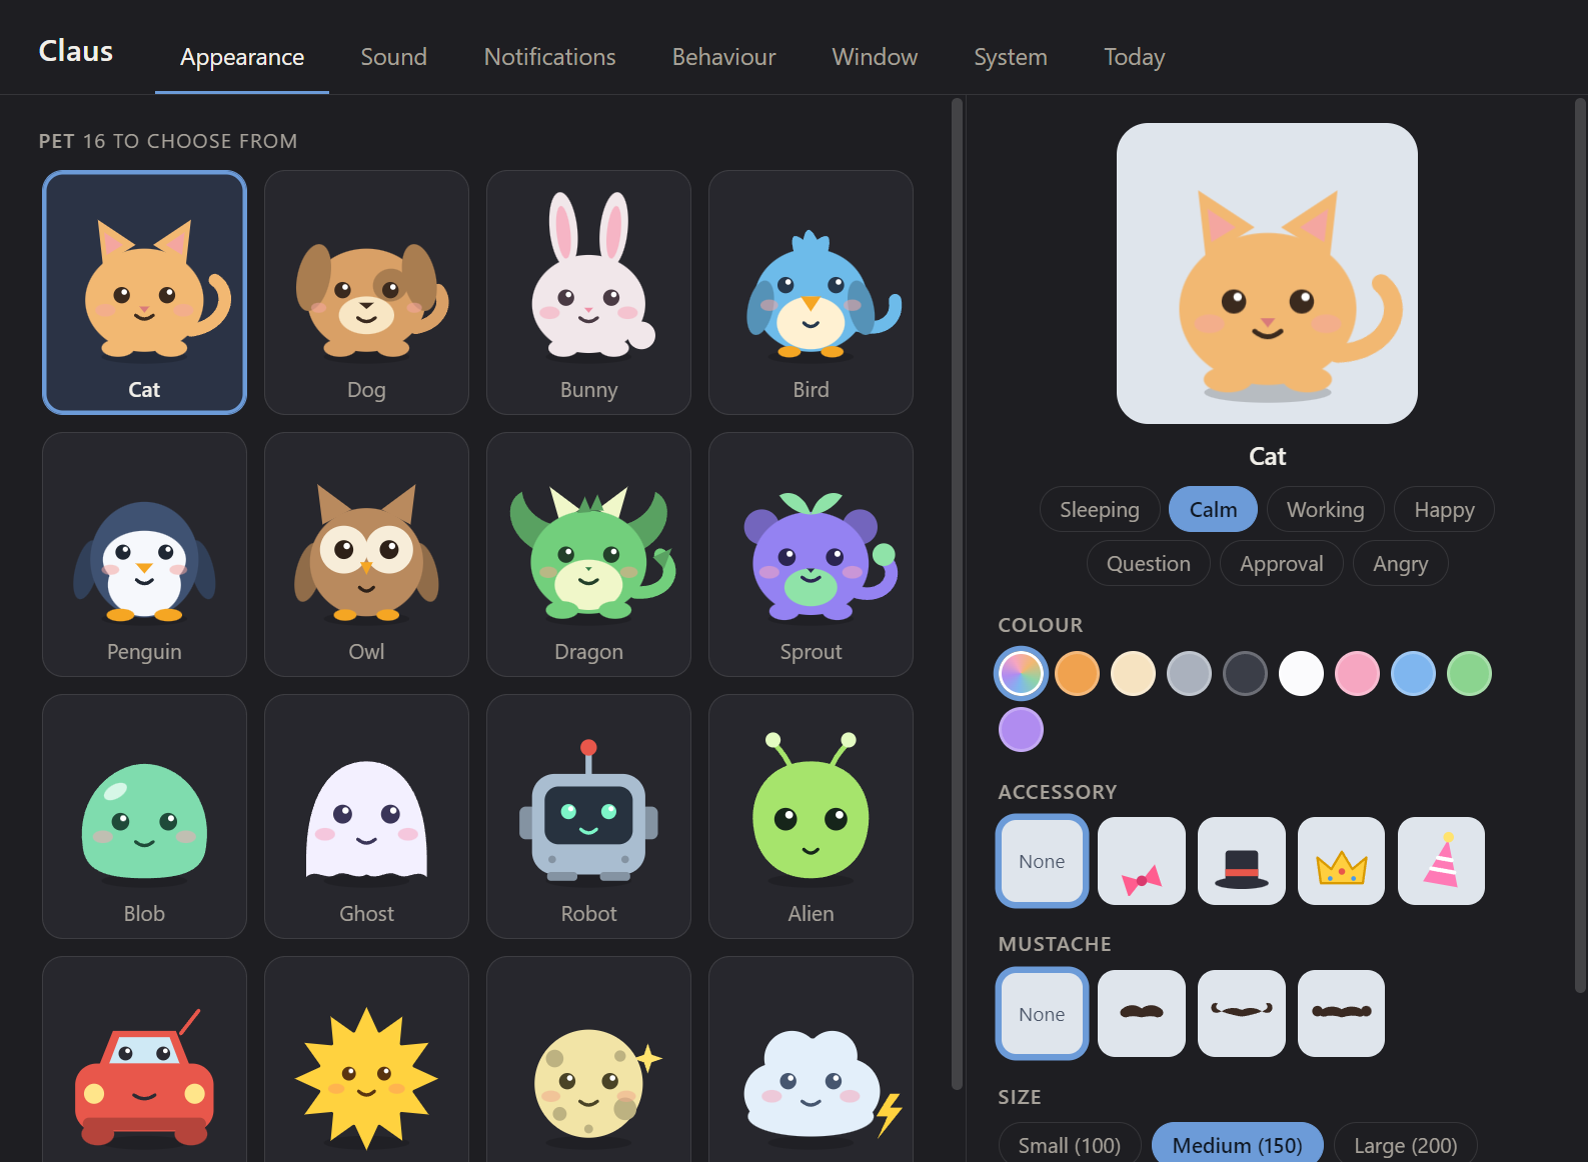 Claus
Appearance
Sound
Notifications
Behaviour
Window
System
Today
PET 16 TO CHOOSE FROM
Cat
Dog
Bunny
Bird
Penguin
Owl
Dragon
Sprout
Blob
Ghost
Robot
Alien
Cat
Sleeping
Calm
Working
Happy
Question
Approval
Angry
COLOUR
ACCESSORY
None
MUSTACHE
None
SIZE
Small (100)
Medium (150)
Large (200)